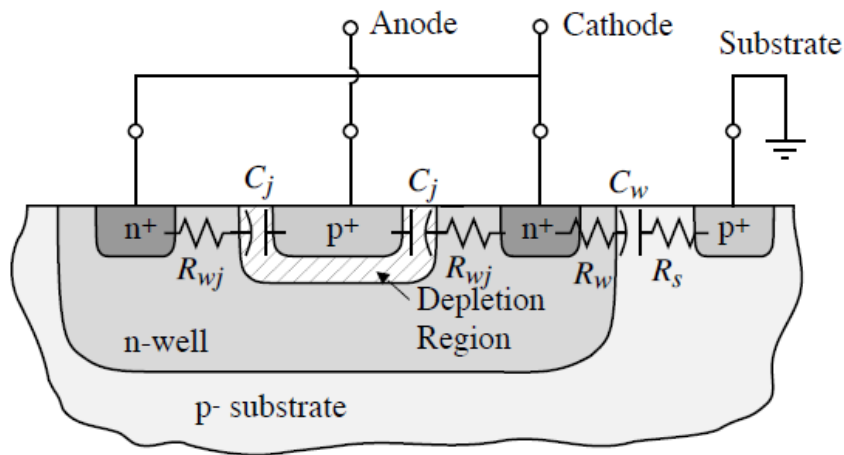 Anode
Cathode
Substrate
C_j
C_j
C_w
n+
p+
n+
p+
R_wj
R_wj
R_w
R_s
Depletion
Region
n-well
p- substrate